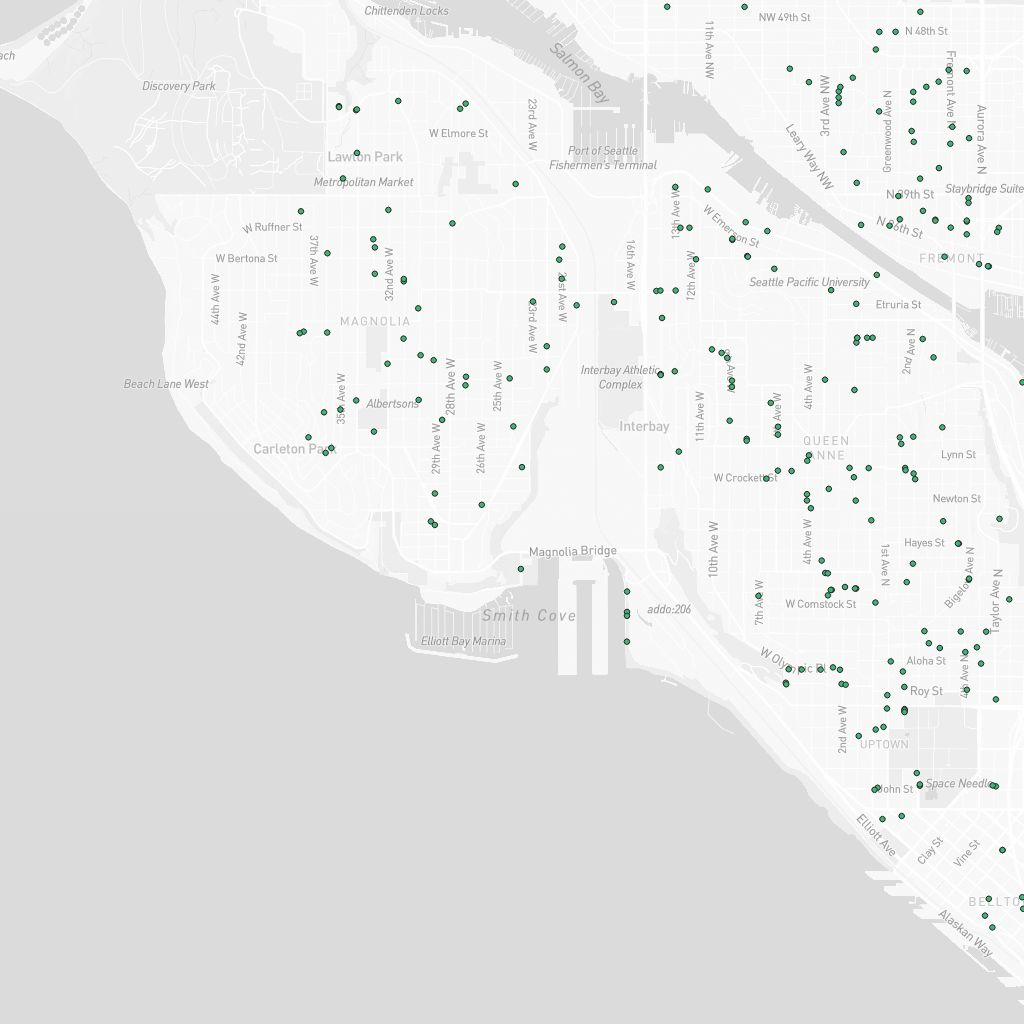 Chittenden Locks
NW 49th St
N 48th St
11th Ave NW
Salmon Bay
ach
Discovery Park
3rd Ave NW
Fremont Ave N
Greenwood Ave N
Aurora Ave N
23rd Ave W
W Elmore St
Port of Seattle
Fishermen's Terminal
Leary Way NW
Lawton Park
Metropolitan Market
N 39th St
Staybridge Suite
13th Ave W
W Emerson St
N 36th St
W Ruffner St
W Bertona St
37th Ave W
32nd Ave W
16th Ave W
12th Ave W
FREMONT
44th Ave W
21st Ave W
Seattle Pacific University
Etruria St
42nd Ave W
MAGNOLIA
23rd Ave W
2nd Ave N
Beach Lane West
28th Ave W
25th Ave W
Interbay Athletic
Complex
4th Ave W
35th Ave W
Albertsons
11th Ave W
Interbay
QUEEN
ANNE
Carleton Park
29th Ave W
26th Ave W
Lynn St
W Crockett St
Newton St
10th Ave W
4th Ave W
Hayes St
Magnolia Bridge
1st Ave N
Bigelow Ave N
Taylor Ave N
7th Ave W
W Comstock St
addo:206
Smith Cove
Elliott Bay Marina
W Olympic Pl
Aloha St
4th Ave N
Roy St
2nd Ave W
UPTOWN
John St
Space Needle
Elliott Ave
Clay St
Vine St
BELLTO
Alaskan Way